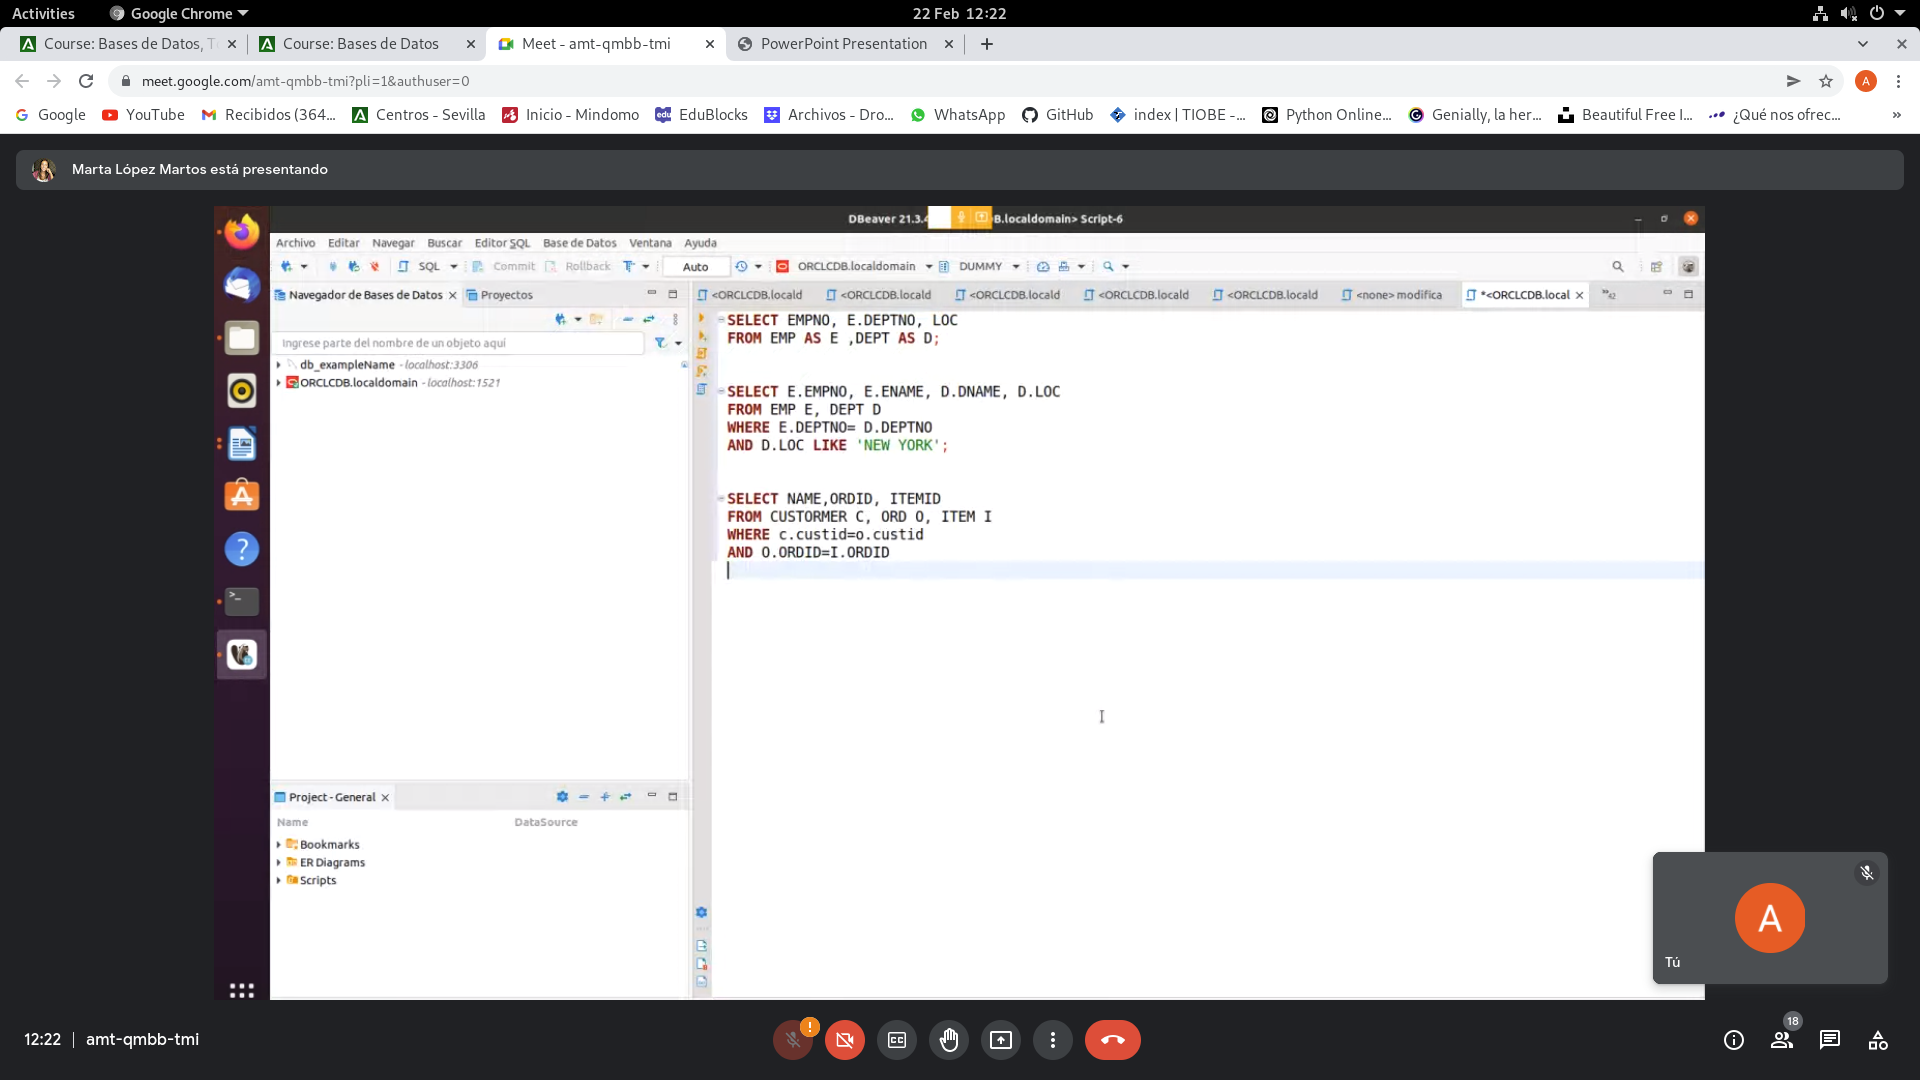 Activities
Google Chrome
22 Feb 12:22
Course: Bases de Datos, T
Course: Bases de Datos
Meet - amt-qmbb-tmi
PowerPoint Presentation
meet.google.com/amt-qmbb-tmi?pli=1&authuser=0
A
Google
YouTube
Recibidos (364...
Centros - Sevilla
Inicio - Mindomo
EduBlocks
Archivos - Dro...
WhatsApp
GitHub
index | TIOBE -...
Python Online...
Genially, la her...
Beautiful Free I...
¿Qué nos ofrec...
»
Marta López Martos está presentando
DBeaver 21.3.4
B.localdomain> Script-6
Archivo Editar Navegar Buscar Editor SQL Base de Datos Ventana Ayuda
SQL Commit Rollback Auto ORCLCDB.localdomain DUMMY
Navegador de Bases de Datos
Proyectos
<ORCLCDB.locald
<ORCLCDB.locald
<ORCLCDB.locald
<ORCLCDB.locald
<ORCLCDB.locald
<none> modifica
*<ORCLCDB.local
»42
Ingrese parte del nombre de un objeto aquí
db_exampleName - localhost:3306
ORCLCDB.localdomain - localhost:1521
SELECT EMPNO, E.DEPTNO, LOC
FROM EMP AS E ,DEPT AS D;
SELECT E.EMPNO, E.ENAME, D.DNAME, D.LOC
FROM EMP E, DEPT D
WHERE E.DEPTNO= D.DEPTNO
AND D.LOC LIKE 'NEW YORK';
SELECT NAME,ORDID, ITEMID
FROM CUSTORMER C, ORD O, ITEM I
WHERE c.custid=o.custid
AND O.ORDID=I.ORDID
Project - General
Name DataSource
Bookmarks
ER Diagrams
Scripts
A
Tú
12:22 | amt-qmbb-tmi
18